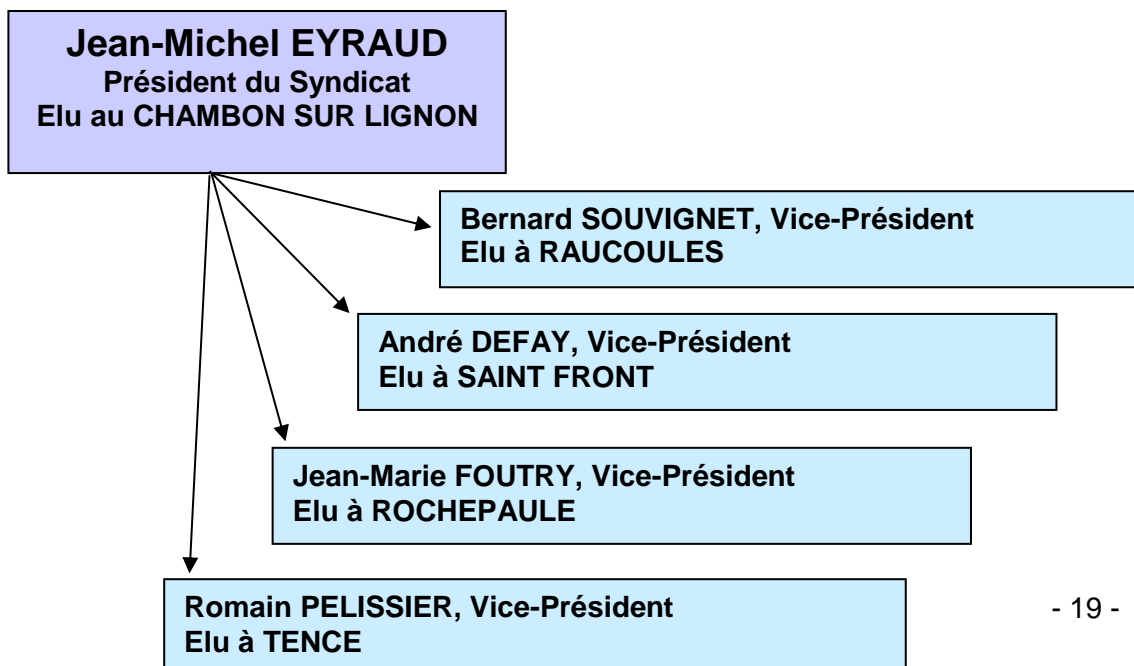 Jean-Michel EYRAUD
Président du Syndicat
Elu au CHAMBON SUR LIGNON
Bernard SOUVIGNET, Vice-Président
Elu à RAUCOULES
André DEFAY, Vice-Président
Elu à SAINT FRONT
Jean-Marie FOUTRY, Vice-Président
Elu à ROCHEPAULE
Romain PELISSIER, Vice-Président
Elu à TENCE
- 19 -